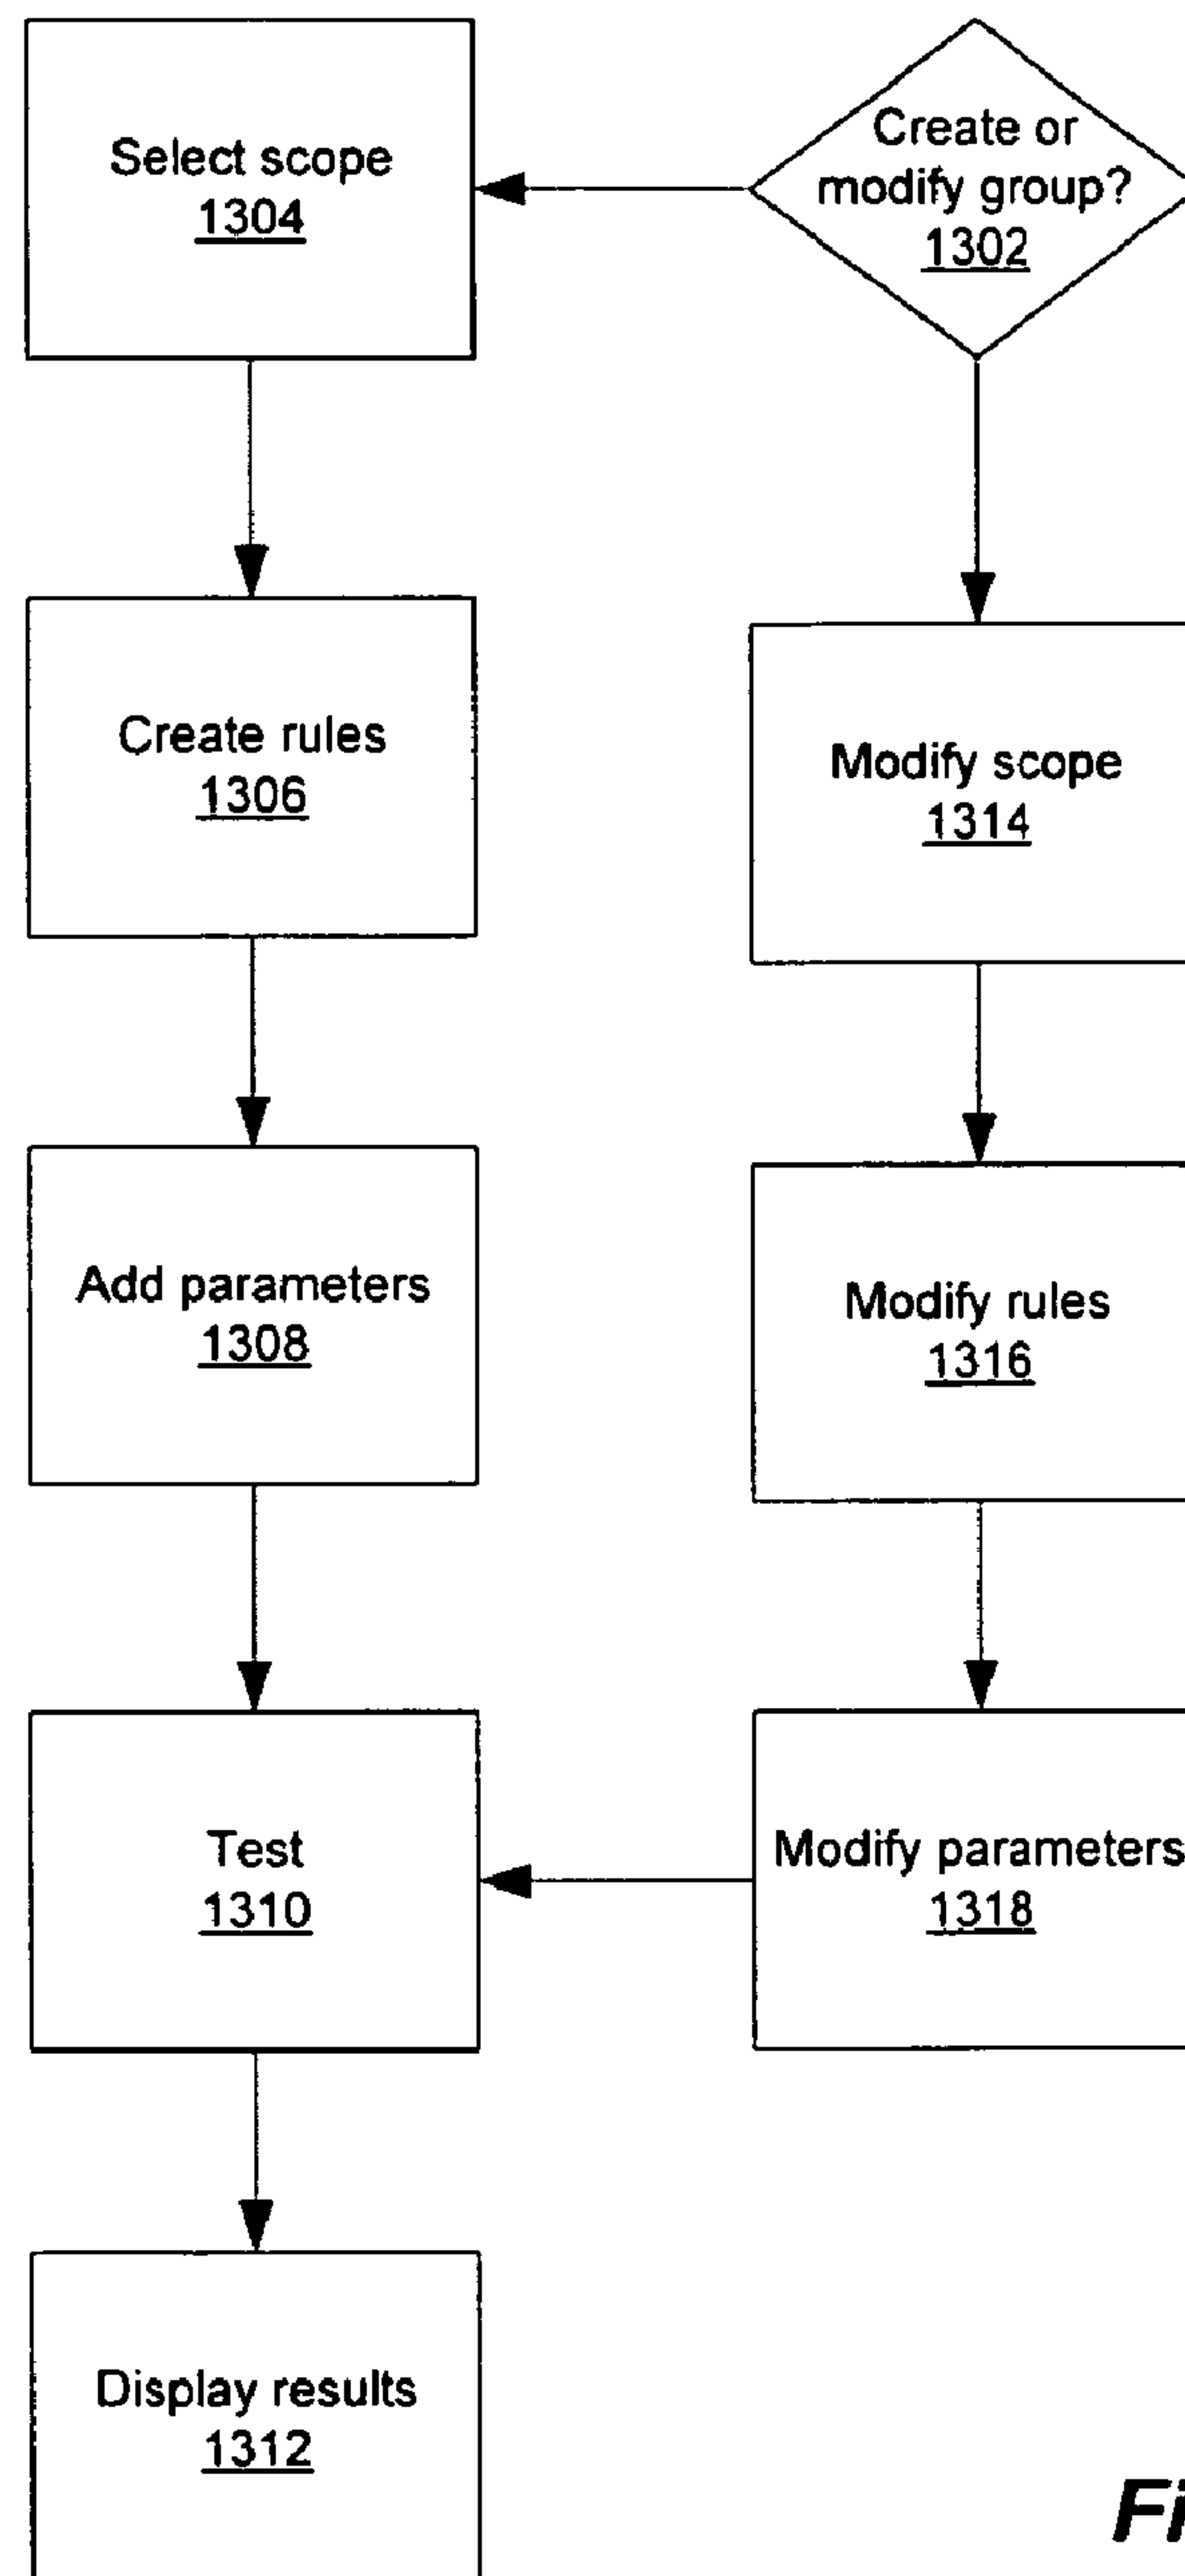 Select scope
1304
Create or
modify group?
1302
Create rules
1306
Modify scope
1314
Add parameters
1308
Modify rules
1316
Test
1310
Modify parameters
1318
Display results
1312
Fi